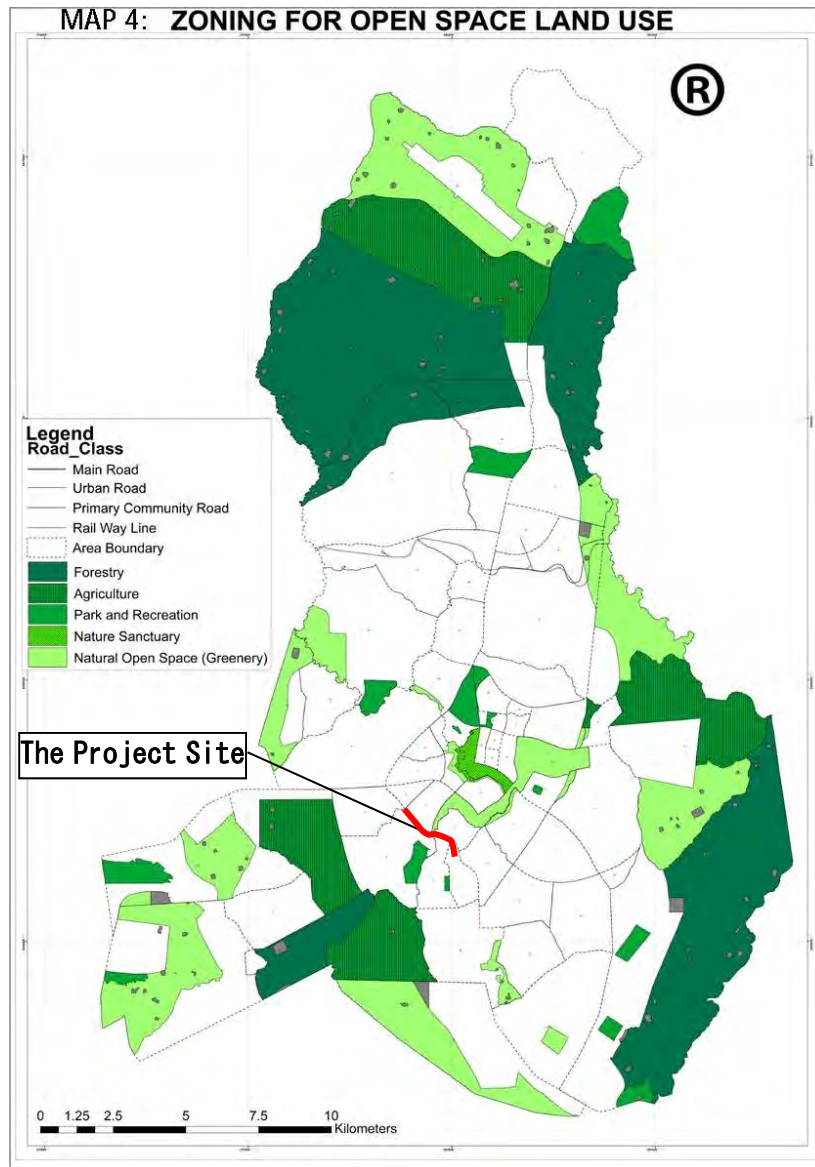 MAP 4: ZONING FOR OPEN SPACE LAND USE
R
Legend
Road_Class
Main Road
Urban Road
Primary Community Road
Rail Way Line
Area Boundary
Forestry
Agriculture
Park and Recreation
Nature Sanctuary
Natural Open Space (Greenery)
The Project Site
0 1.25 2.5 5 7.5 10
Kilometers